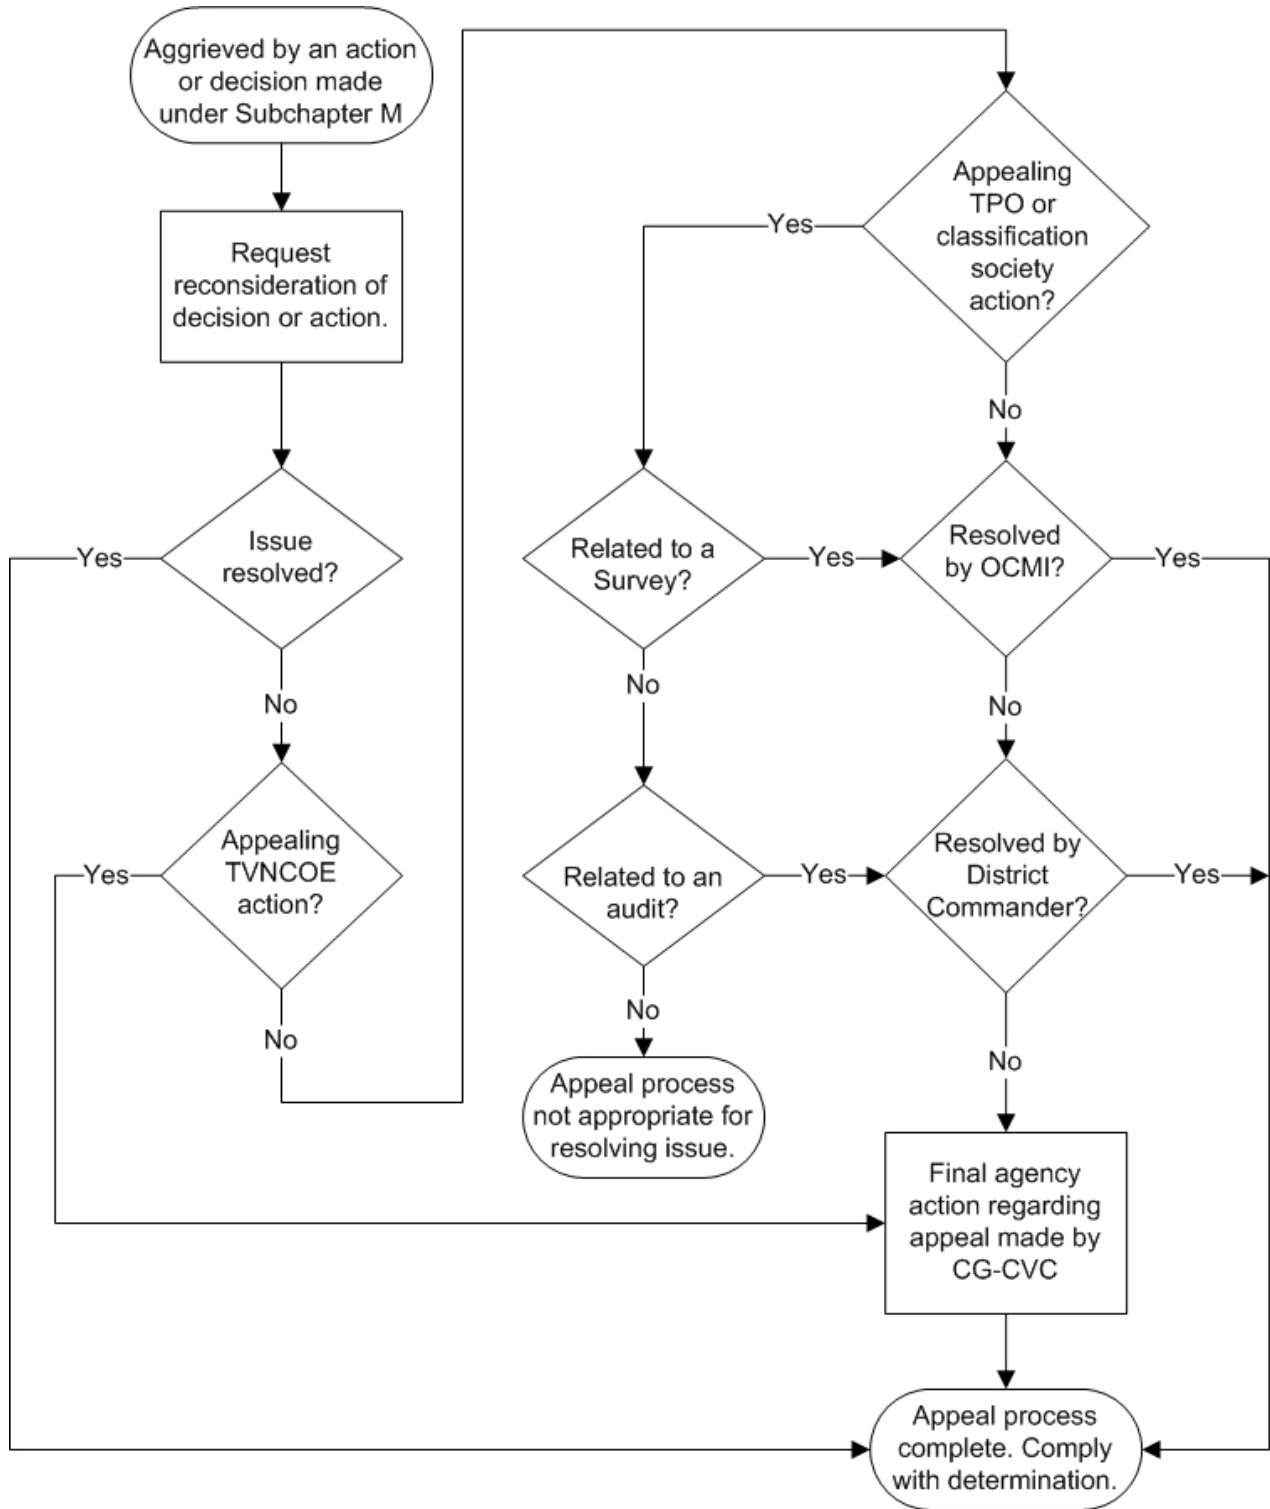 Aggrieved by an action
or decision made
under Subchapter M
Request
reconsideration of
decision or action.
Issue
resolved?
Yes
No
Appealing
TVNCOE
action?
Yes
No
Appealing
TPO or
classification
society
action?
Yes
No
Related to a
Survey?
Yes
No
Resolved
by OCMI?
Yes
No
Related to an
audit?
Yes
No
Resolved by
District
Commander?
Yes
No
Appeal process
not appropriate for
resolving issue.
Final agency
action regarding
appeal made by
CG-CVC
Appeal process
complete. Comply
with determination.